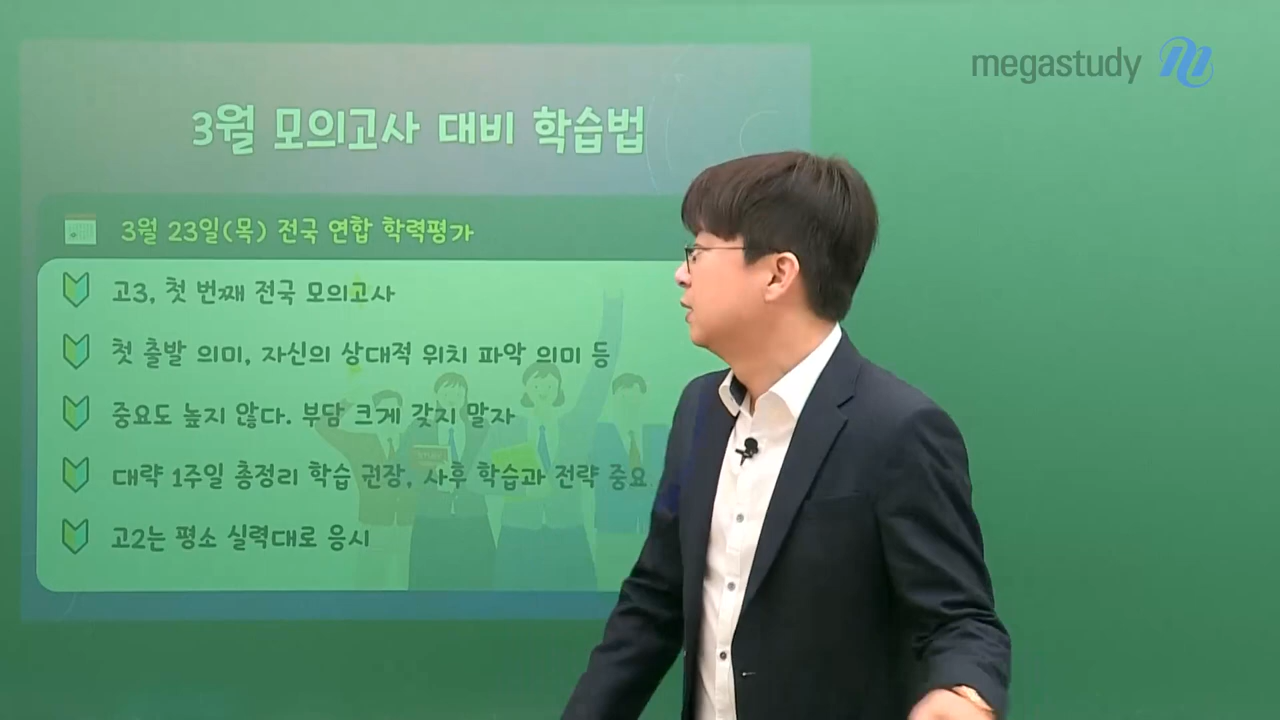 megastudy
3월 모의고사 대비 학습법
3월 23일(목) 전국 연합 학력평가
고3, 첫 번째 전국 모의고사
첫 출발 의미, 자신의 상대적 위치 파악 의미 등
중요도 높지 않다. 부담 크게 갖지 말자
대략 1주일 총정리 학습 권장, 사후 학습과 전략 중요
고2는 평소 실력대로 응시